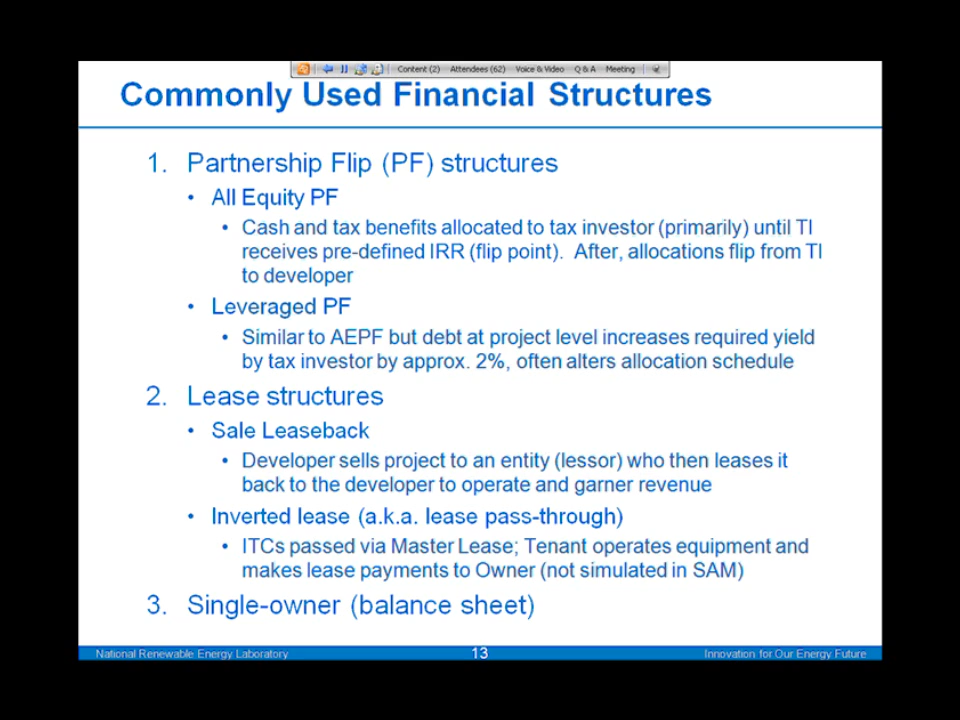 Content (2) Attendees (62) Voice & Video Q & A Meeting
Commonly Used Financial Structures
1. Partnership Flip (PF) structures
• All Equity PF
• Cash and tax benefits allocated to tax investor (primarily) until TI
receives pre-defined IRR (flip point). After, allocations flip from TI
to developer
• Leveraged PF
• Similar to AEPF but debt at project level increases required yield
by tax investor by approx. 2%, often alters allocation schedule
2. Lease structures
• Sale Leaseback
• Developer sells project to an entity (lessor) who then leases it
back to the developer to operate and garner revenue
• Inverted lease (a.k.a. lease pass-through)
• ITCs passed via Master Lease; Tenant operates equipment and
makes lease payments to Owner (not simulated in SAM)
3. Single-owner (balance sheet)
National Renewable Energy Laboratory 13 Innovation for Our Energy Future